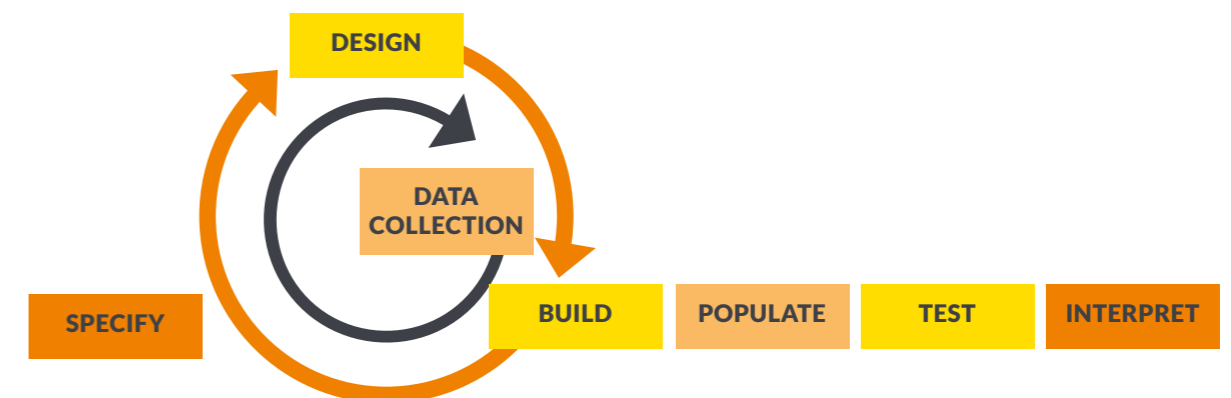 DESIGN
DATA
COLLECTION
SPECIFY
BUILD
POPULATE
TEST
INTERPRET